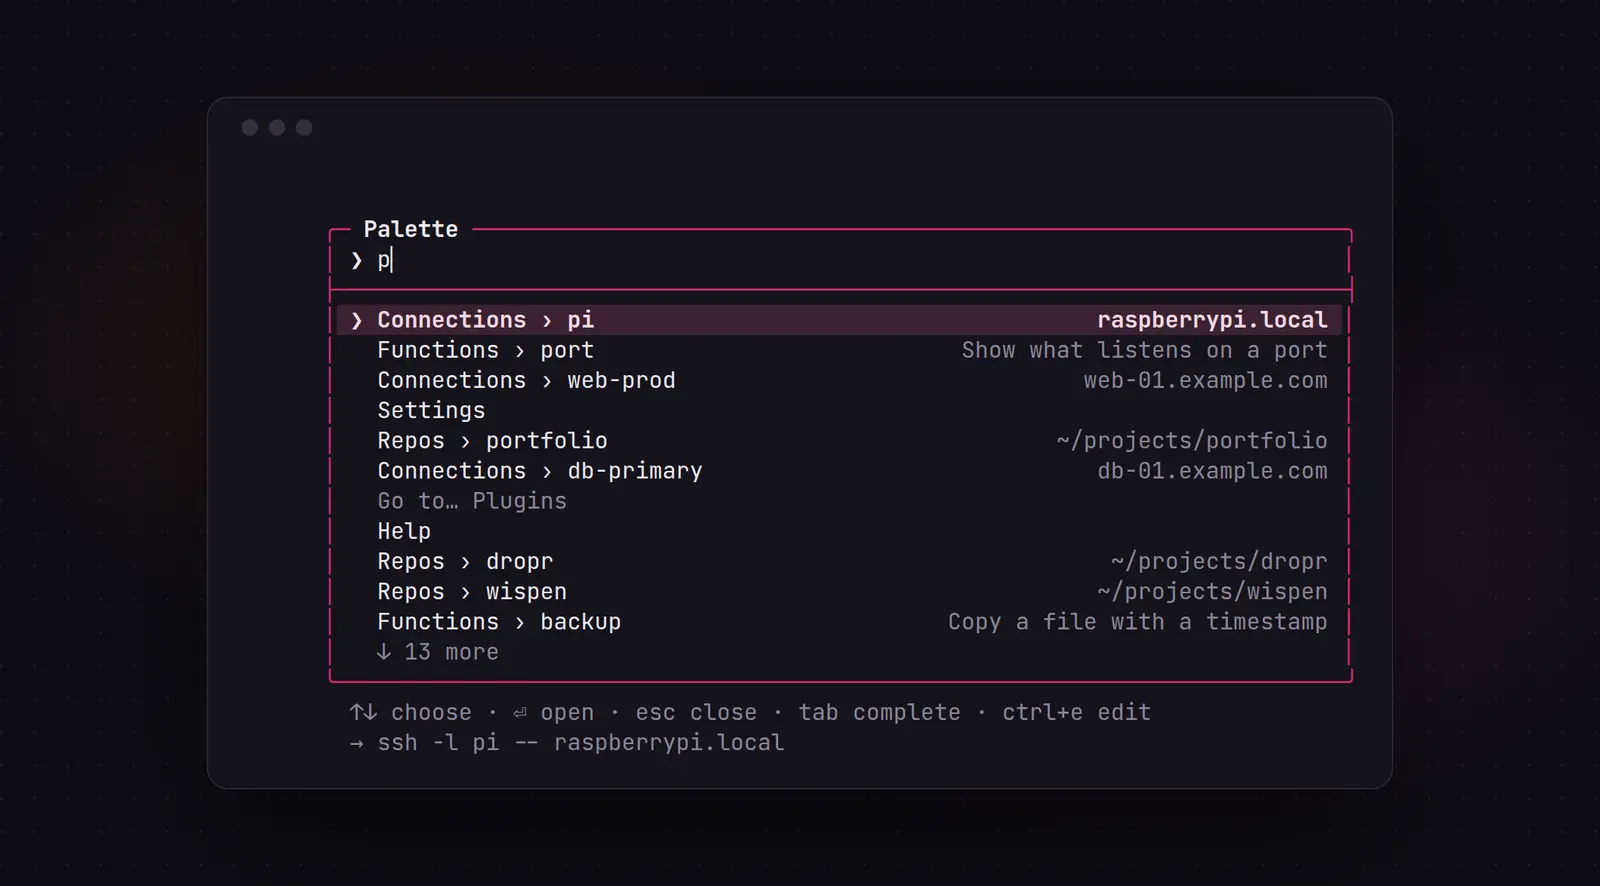 Palette
❯ p
❯ Connections › pi raspberrypi.local
Functions › port Show what listens on a port
Connections › web-prod web-01.example.com
Settings
Repos › portfolio ~/projects/portfolio
Connections › db-primary db-01.example.com
Go to… Plugins
Help
Repos › dropr ~/projects/dropr
Repos › wispen ~/projects/wispen
Functions › backup Copy a file with a timestamp
↓ 13 more
↑↓ choose · ⏎ open · esc close · tab complete · ctrl+e edit
→ ssh -l pi -- raspberrypi.local